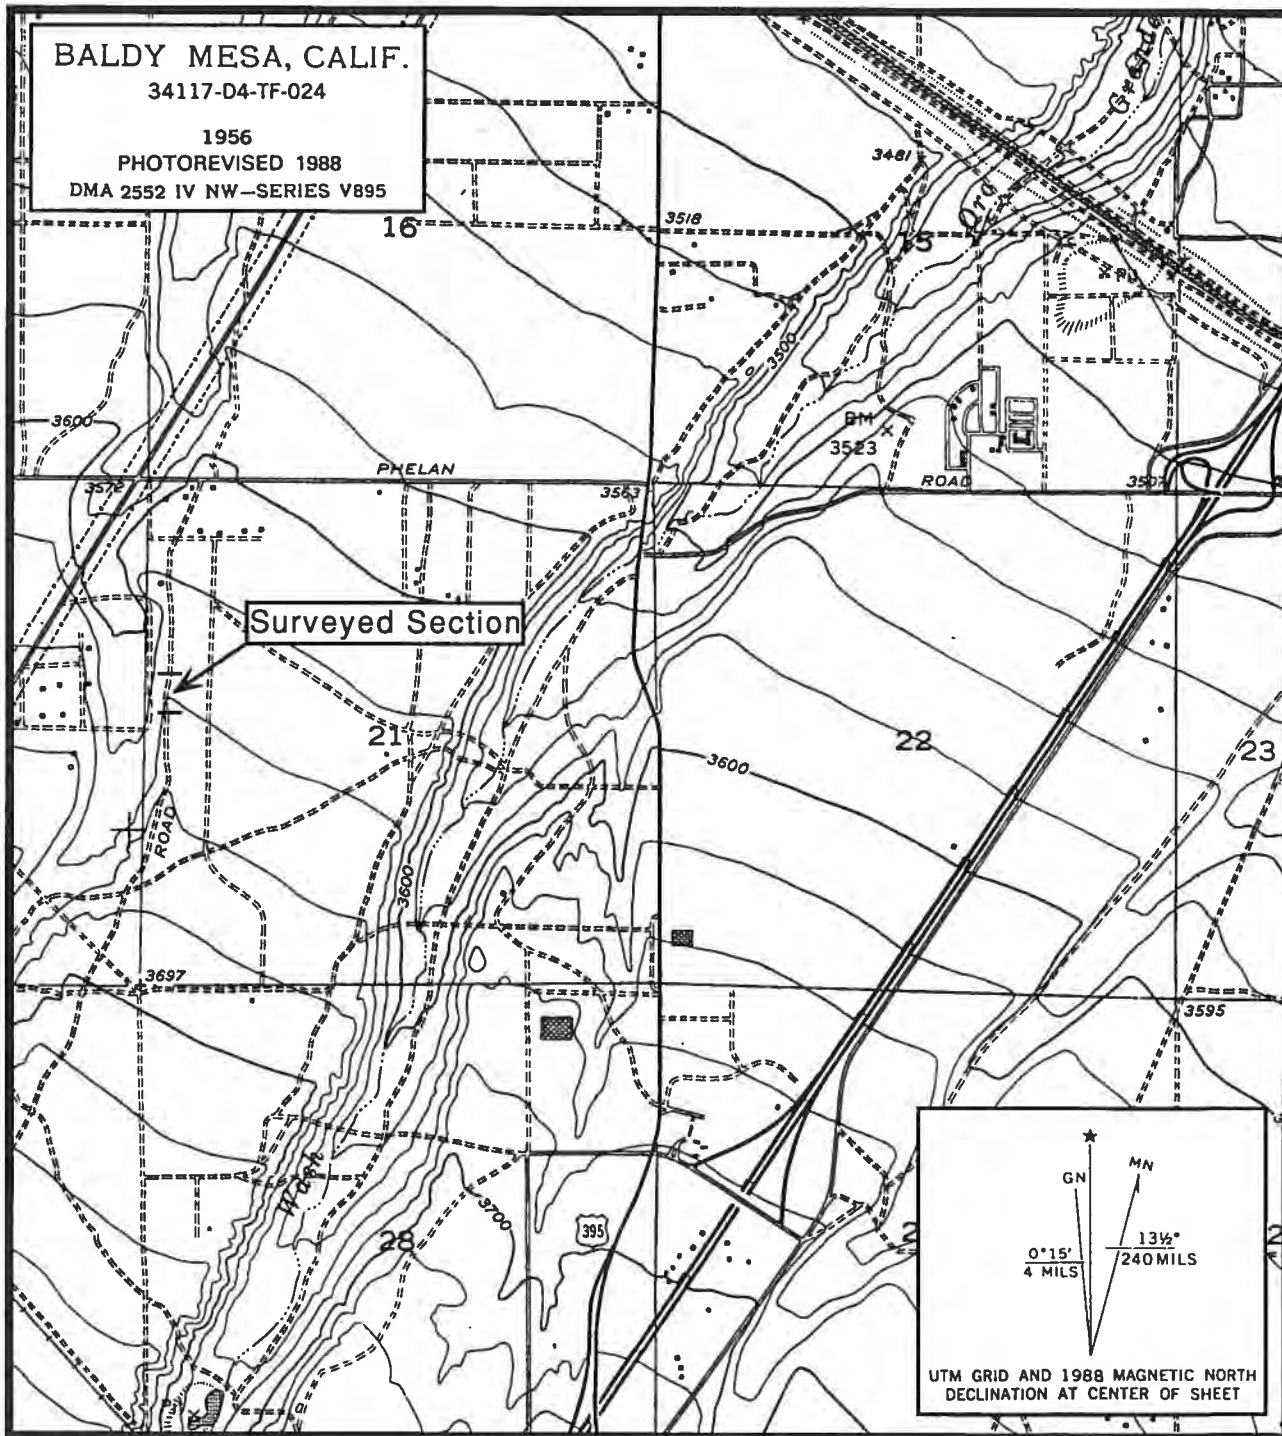 BALDY MESA, CALIF.
34117-D4-TF-024
1956
PHOTOREVISED 1988
DMA 2552 IV NW–SERIES V895
Grande
3481
Oro
16
3518
15
3500
3600
BM
3523
PHELAN
ROAD
3572
3563
Surveyed Section
21
22
23
3600
ROAD
3600
3697
3595
Wash
3700
28
395
GN
MN
0°15'
4 MILS
13½°
240 MILS
UTM GRID AND 1988 MAGNETIC NORTH
DECLINATION AT CENTER OF SHEET